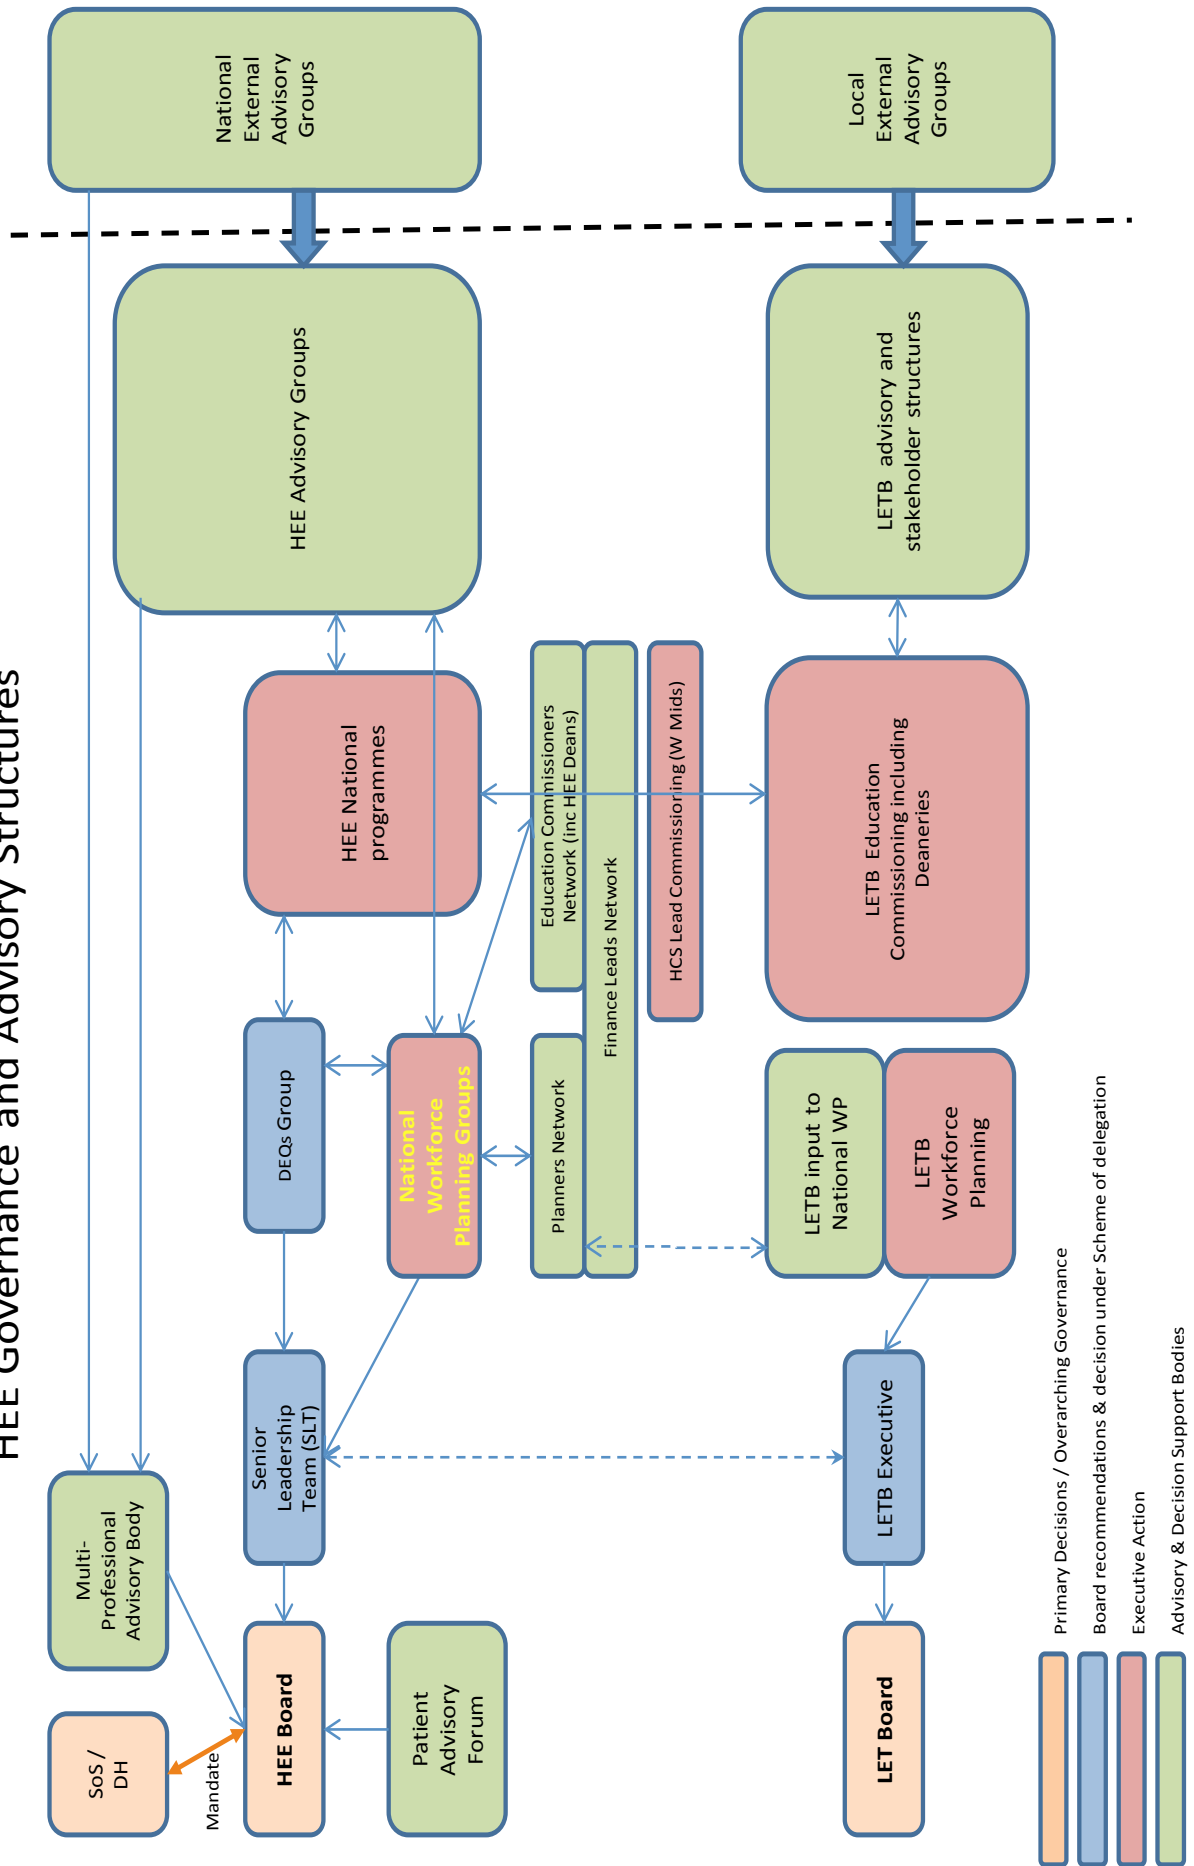 HEE Governance and Advisory Structures
SoS /
DH
Mandate
Multi-
Professional
Advisory Body
National
External
Advisory
Groups
HEE Board
Senior
Leadership
Team (SLT)
DEQs Group
HEE National
programmes
HEE Advisory Groups
Patient
Advisory
Forum
National
Workforce
Planning Groups
Planners Network
Education Commissioners
Network (inc HEE Deans)
Finance Leads Network
HCS Lead Commissioning (W Mids)
LET Board
LETB Executive
LETB input to
National WP
LETB
Workforce
Planning
LETB Education
Commissioning including
Deaneries
LETB advisory and
stakeholder structures
Local
External
Advisory
Groups
Primary Decisions / Overarching Governance
Board recommendations & decision under Scheme of delegation
Executive Action
Advisory & Decision Support Bodies